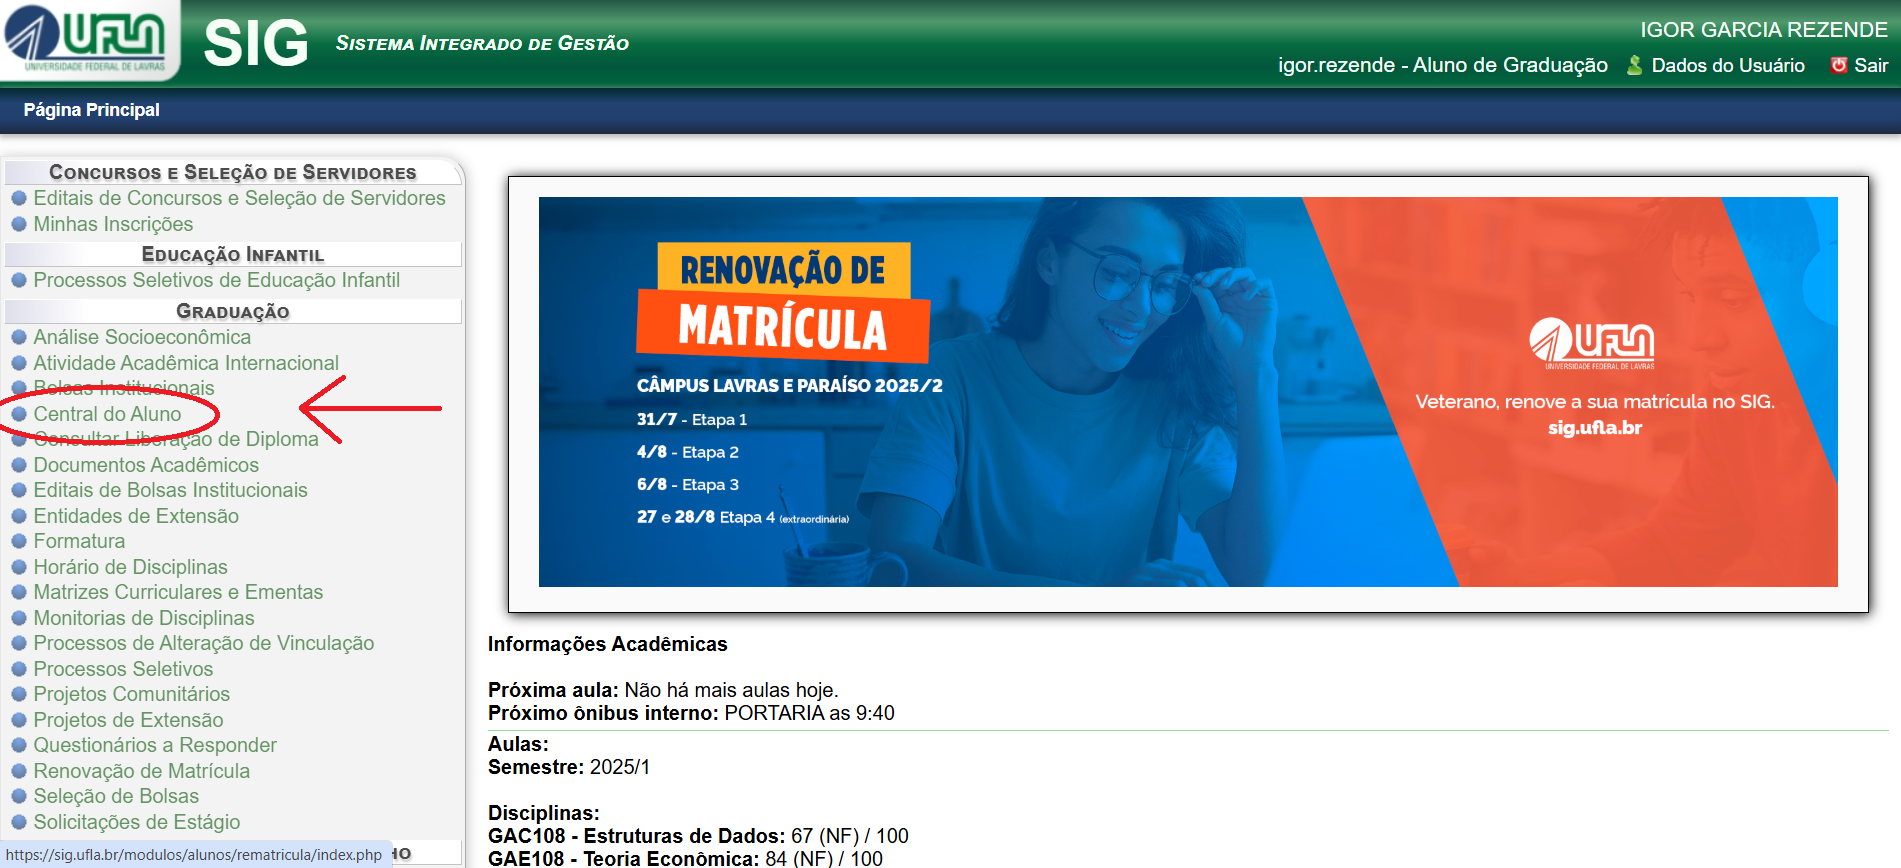 UFLA
UNIVERSIDADE FEDERAL DE LAVRAS
SIG
SISTEMA INTEGRADO DE GESTÃO
IGOR GARCIA REZENDE
igor.rezende - Aluno de Graduação Dados do Usuário Sair
Página Principal
CONCURSOS E SELEÇÃO DE SERVIDORES
Editais de Concursos e Seleção de Servidores
Minhas Inscrições
EDUCAÇÃO INFANTIL
Processos Seletivos de Educação Infantil
GRADUAÇÃO
Análise Socioeconômica
Atividade Acadêmica Internacional
Bolsas Institucionais
Central do Aluno
Consultar Liberação de Diploma
Documentos Acadêmicos
Editais de Bolsas Institucionais
Entidades de Extensão
Formatura
Horário de Disciplinas
Matrizes Curriculares e Ementas
Monitorias de Disciplinas
Processos de Alteração de Vinculação
Processos Seletivos
Projetos Comunitários
Projetos de Extensão
Questionários a Responder
Renovação de Matrícula
Seleção de Bolsas
Solicitações de Estágio
HO
https://sig.ufla.br/modulos/alunos/rematricula/index.php
RENOVAÇÃO DE
MATRÍCULA
CÂMPUS LAVRAS E PARAÍSO 2025/2
31/7 - Etapa 1
4/8 - Etapa 2
6/8 - Etapa 3
27 e 28/8 Etapa 4 (extraordinária)
UFLA
UNIVERSIDADE FEDERAL DE LAVRAS
Veterano, renove a sua matrícula no SIG.
sig.ufla.br
Informações Acadêmicas
Próxima aula: Não há mais aulas hoje.
Próximo ônibus interno: PORTARIA as 9:40
Aulas:
Semestre: 2025/1
Disciplinas:
GAC108 - Estruturas de Dados: 67 (NF) / 100
GAE108 - Teoria Econômica: 84 (NF) / 100